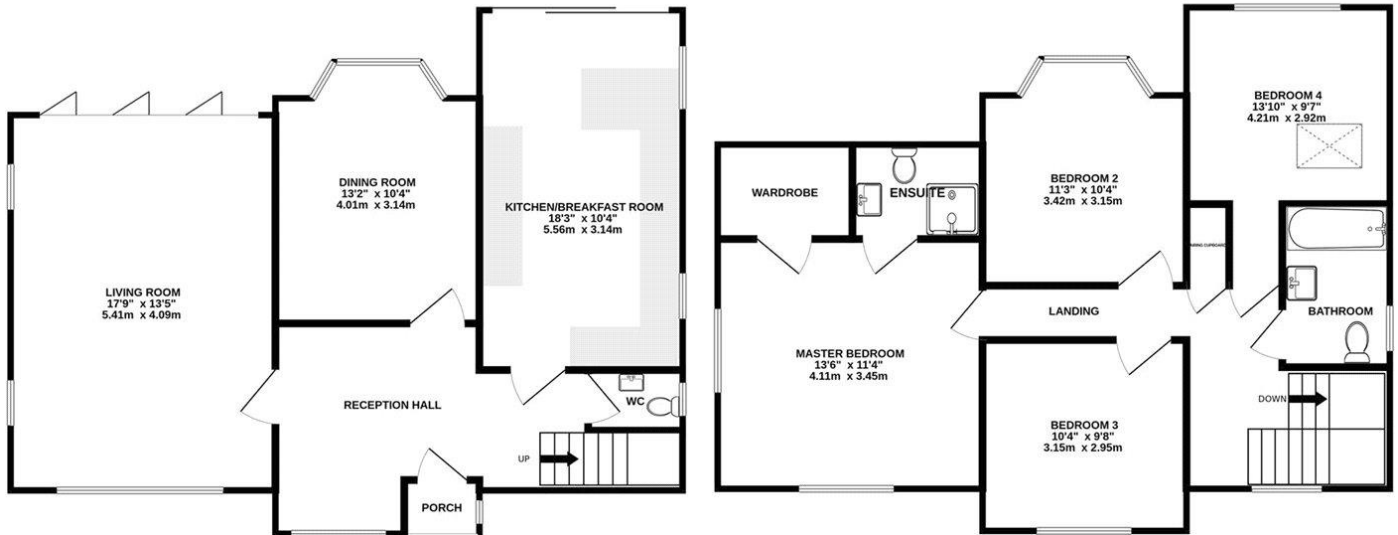 LIVING ROOM
17'9" x 13'5"
5.41m x 4.09m
DINING ROOM
13'2" x 10'4"
4.01m x 3.14m
KITCHEN/BREAKFAST ROOM
18'3" x 10'4"
5.56m x 3.14m
RECEPTION HALL
WC
UP
PORCH
WARDROBE
ENSUITE
MASTER BEDROOM
13'6" x 11'4"
4.11m x 3.45m
BEDROOM 2
11'3" x 10'4"
3.42m x 3.15m
BEDROOM 4
13'10" x 9'7"
4.21m x 2.92m
LANDING
BATHROOM
BEDROOM 3
10'4" x 9'8"
3.15m x 2.95m
DOWN